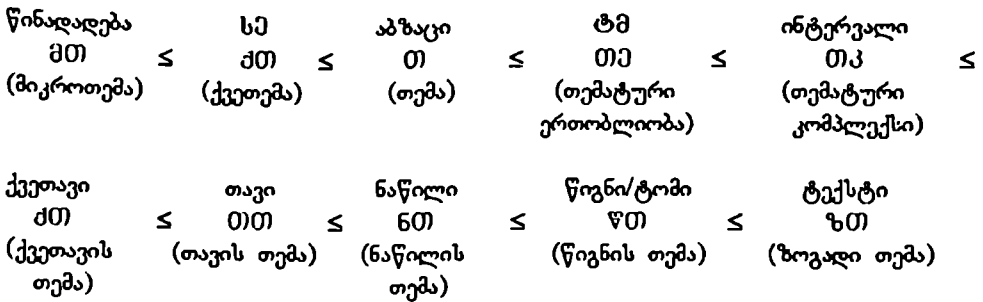 წინადადება სე აბზაცი ტმ ინტერვალი
მთ ≤ ქთ ≤ თ ≤ თე ≤ თკ ≤
(მიკროთემა) (ქვეთემა) (თემა) (თემატური (თემატური
ერთობლიობა) კომპლექსი)
ქვეთავი თავი ნაწილი წიგნი/ტომი ტექსტი
ქთ ≤ თთ ≤ ნთ ≤ წთ ≤ ზთ
(ქვეთავის (თავის თემა) (ნაწილის (წიგნის თემა) (ზოგადი თემა)
თემა) თემა)